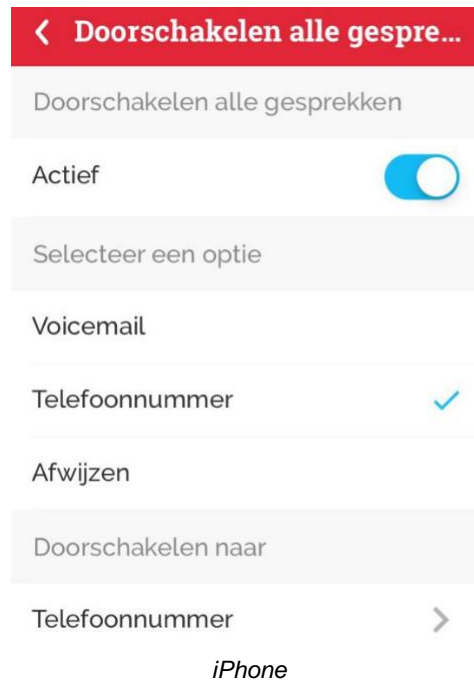 Doorschakelen alle gespre...
Doorschakelen alle gesprekken
Actief
Selecteer een optie
Voicemail
Telefoonnummer
Afwijzen
Doorschakelen naar
Telefoonnummer
iPhone